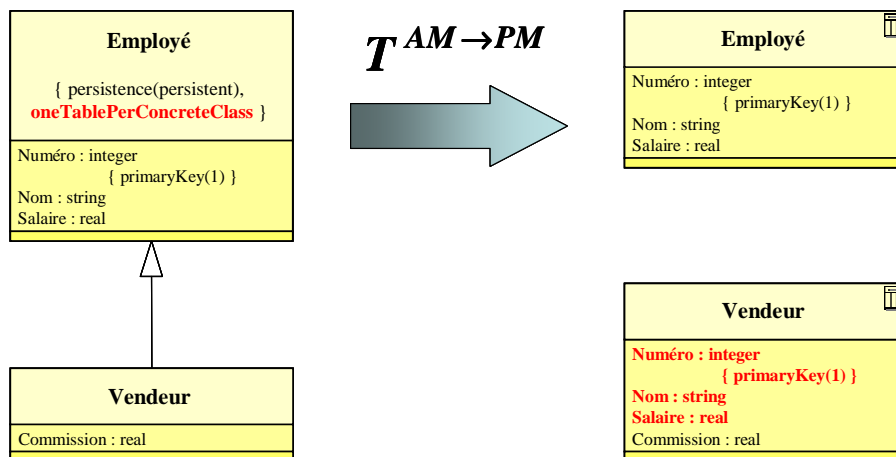 Employé
{ persistence(persistent),
oneTablePerConcreteClass }
Numéro : integer
{ primaryKey(1) }
Nom : string
Salaire : real
Vendeur
Commission : real
T AM→PM
Employé
Numéro : integer
{ primaryKey(1) }
Nom : string
Salaire : real
Vendeur
Numéro : integer
{ primaryKey(1) }
Nom : string
Salaire : real
Commission : real